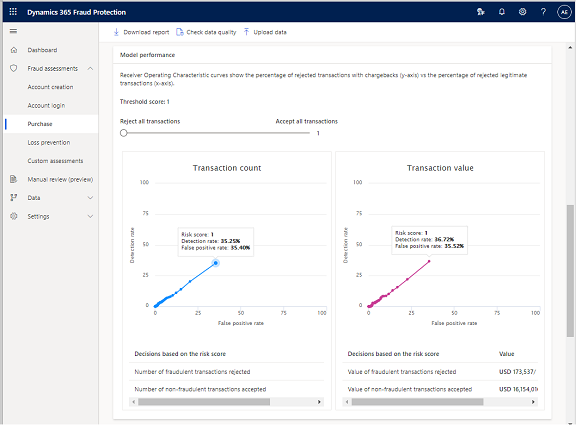 Dynamics 365 Fraud Protection
?
AE
Download report
Check data quality
Upload data
Dashboard
Fraud assessments
Account creation
Account login
Purchase
Loss prevention
Custom assessments
Manual review (preview)
Data
Settings
Model performance
Receiver Operating Characteristic curves show the percentage of rejected transactions with chargebacks (y-axis) vs the percentage of rejected legitimate
transactions (x-axis).
Threshold score: 1
Reject all transactions
Accept all transactions
1
Transaction count
100
75
50
25
0
Detection rate
Risk score: 1
Detection rate: 35.25%
False positive rate: 35.40%
0 25 50 75 100
False positive rate
Decisions based on the risk score
Number of fraudulent transactions rejected
Number of non-fraudulent transactions accepted
Transaction value
100
75
50
25
0
Detection rate
Risk score: 1
Detection rate: 36.72%
False positive rate: 35.52%
0 25 50 75 100
False positive rate
Decisions based on the risk score Value
Value of fraudulent transactions rejected USD 173,537/
Value of non-fraudulent transactions accepted USD 16,154,01